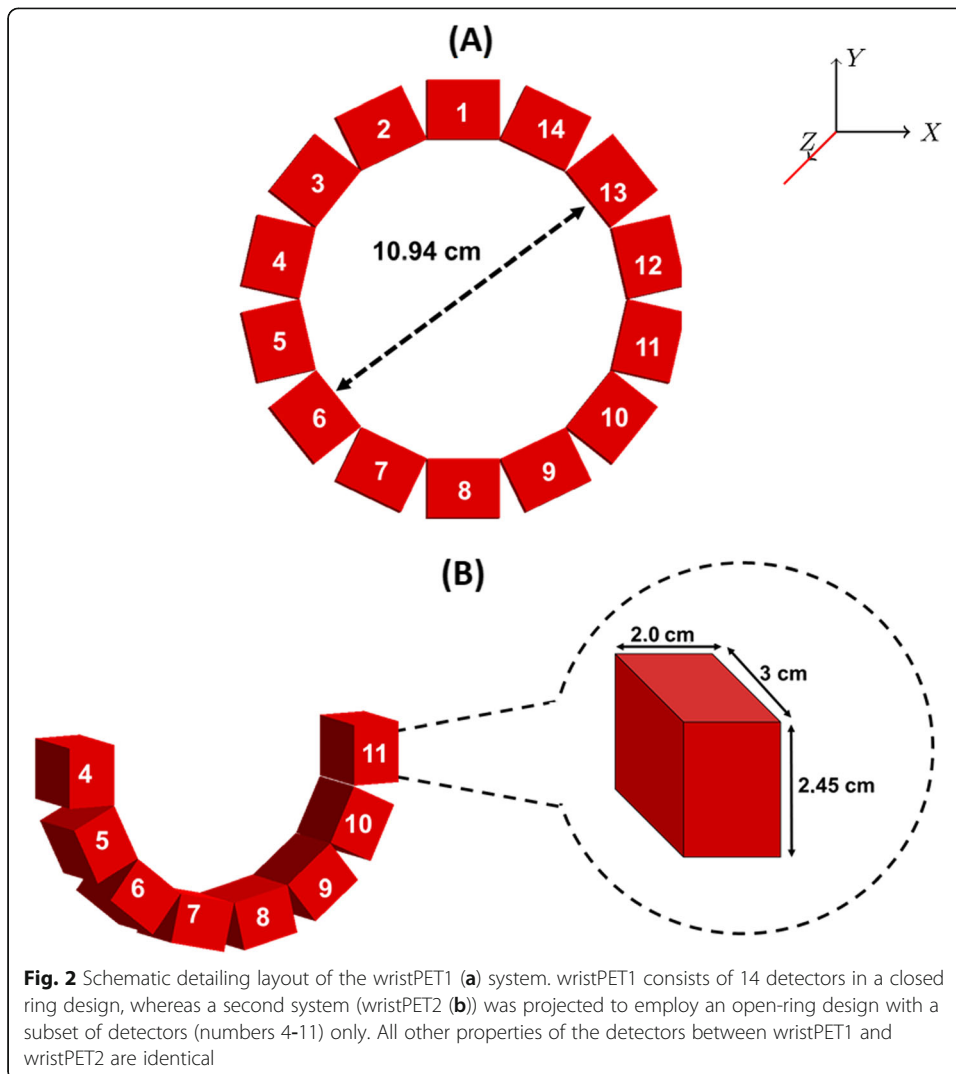 (A)
Y
X
Z
1
2
14
3
13
4
12
10.94 cm
5
11
6
10
7
9
8
(B)
2.0 cm
3 cm
2.45 cm
4
11
5
10
6
9
7
8
Fig. 2 Schematic detailing layout of the wristPET1 (a) system. wristPET1 consists of 14 detectors in a closed
ring design, whereas a second system (wristPET2 (b)) was projected to employ an open-ring design with a
subset of detectors (numbers 4-11) only. All other properties of the detectors between wristPET1 and
wristPET2 are identical